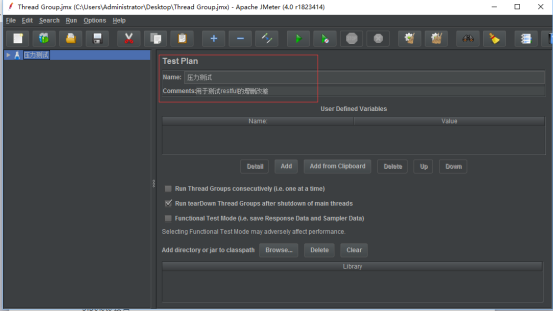 Thread Group.jmx (C:\Users\Administrator\Desktop\Thread Group.jmx) - Apache JMeter (4.0 r1823414)
File Edit Search Run Options Help
压力测试
Test Plan
Name: 压力测试
Comments:用于测试restful的增删改查
User Defined Variables
Name Value
Detail Add Add from Clipboard Delete Up Down
Run Thread Groups consecutively (i.e. one at a time)
Run tearDown Thread Groups after shutdown of main threads
Functional Test Mode (i.e. save Response Data and Sampler Data)
Selecting Functional Test Mode may adversely affect performance.
Add directory or jar to classpath Browse... Delete Clear
Library